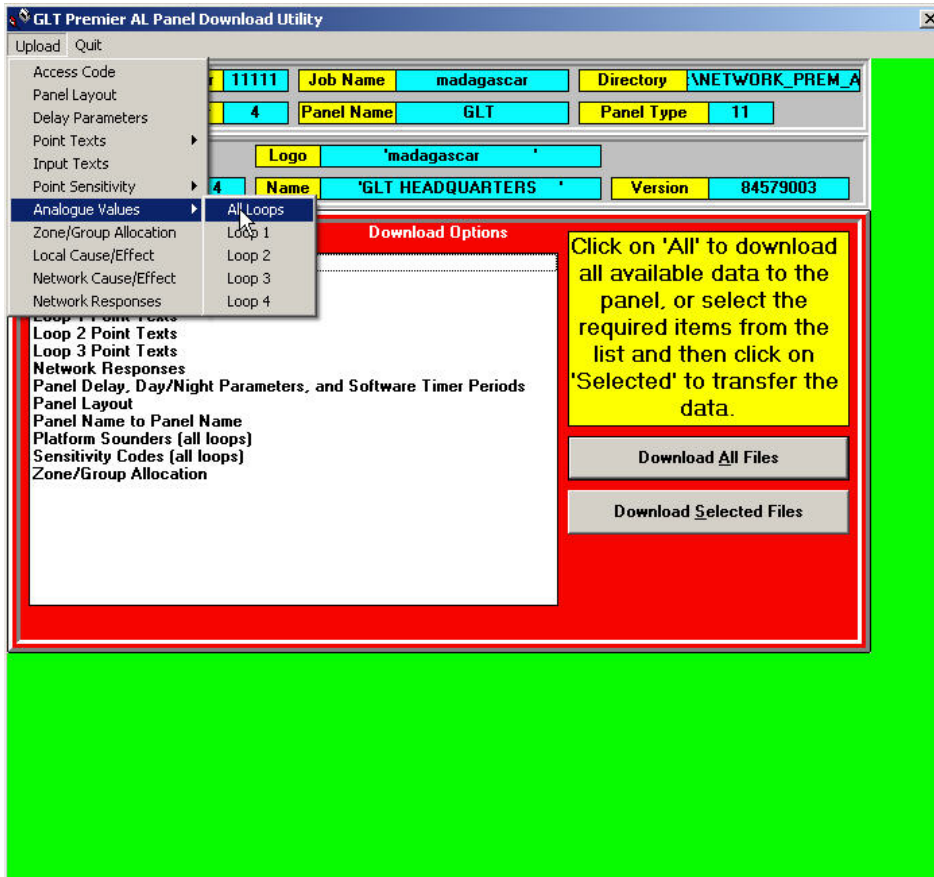 GLT Premier AL Panel Download Utility
Upload Quit
Access Code
Panel Layout
Delay Parameters
Point Texts
Input Texts
Point Sensitivity
Analogue Values
Zone/Group Allocation
Local Cause/Effect
Network Cause/Effect
Network Responses
All Loops
Loop 1
Loop 2
Loop 3
Loop 4
11111 Job Name madagascar Directory :\NETWORK_PREM_A
4 Panel Name GLT Panel Type 11
Logo 'madagascar '
4 Name 'GLT HEADQUARTERS ' Version 84579003
Download Options
Loop 1 Point Texts
Loop 2 Point Texts
Loop 3 Point Texts
Network Responses
Panel Delay, Day/Night Parameters, and Software Timer Periods
Panel Layout
Panel Name to Panel Name
Platform Sounders (all loops)
Sensitivity Codes (all loops)
Zone/Group Allocation
Click on 'All' to download
all available data to the
panel, or select the
required items from the
list and then click on
'Selected' to transfer the
data.
Download All Files
Download Selected Files